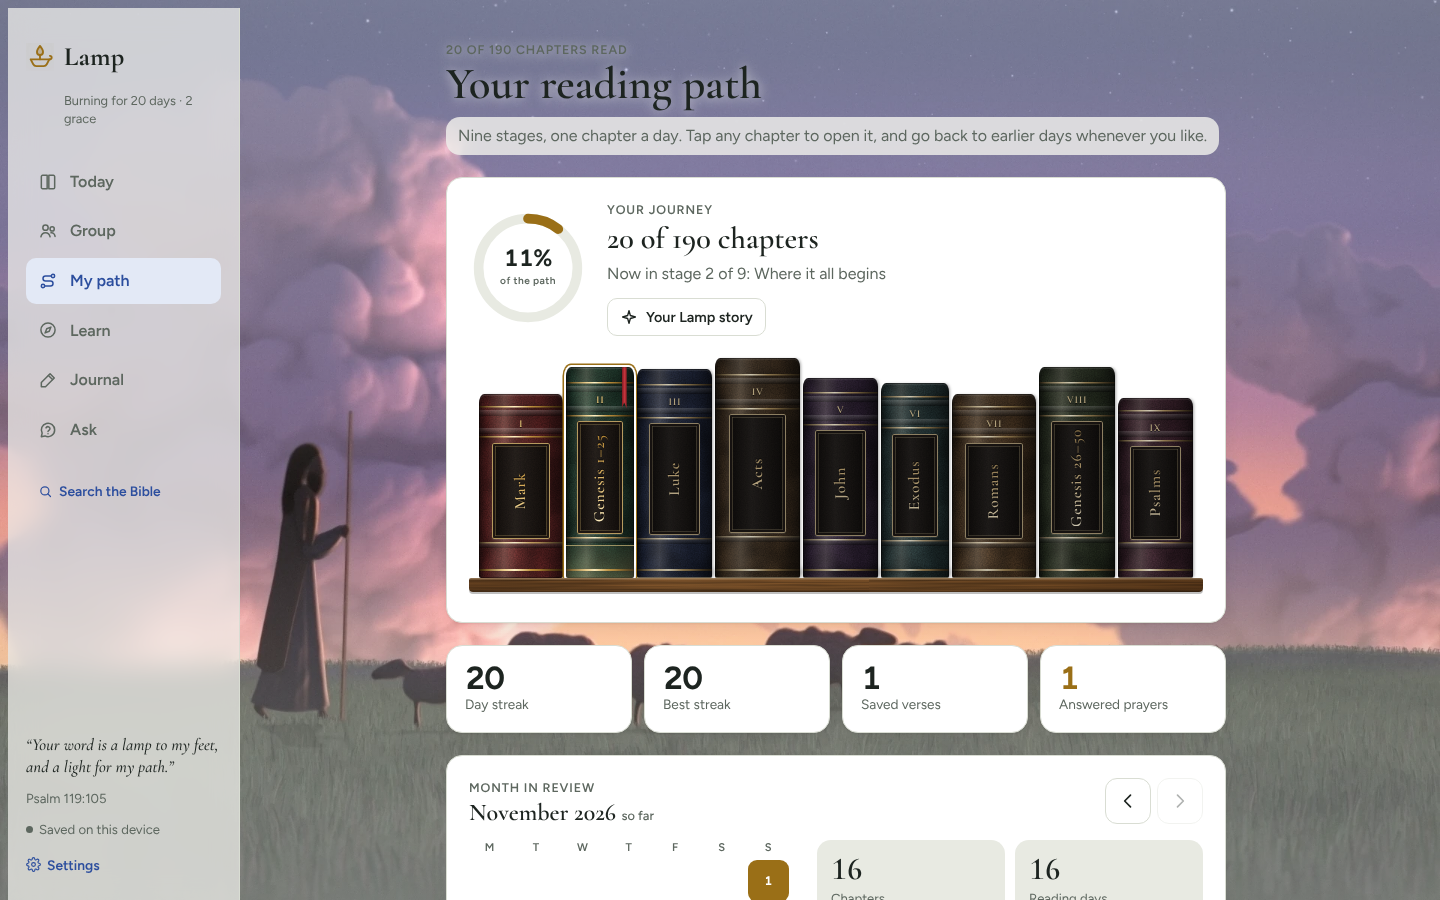 Lamp
Burning for 20 days · 2
grace
Today
Group
My path
Learn
Journal
Ask
Search the Bible
“Your word is a lamp to my feet,
and a light for my path.”
Psalm 119:105
Saved on this device
Settings
20 OF 190 CHAPTERS READ
Your reading path
Nine stages, one chapter a day. Tap any chapter to open it, and go back to earlier days whenever you like.
11%
of the path
YOUR JOURNEY
20 of 190 chapters
Now in stage 2 of 9: Where it all begins
Your Lamp story
I
Mark
II
Genesis 1–25
III
Luke
IV
Acts
V
John
VI
Exodus
VII
Romans
VIII
Genesis 26–50
IX
Psalms
20
Day streak
20
Best streak
1
Saved verses
1
Answered prayers
MONTH IN REVIEW
November 2026 so far
M T W T F S S
1
16
Chapters
16
Reading days